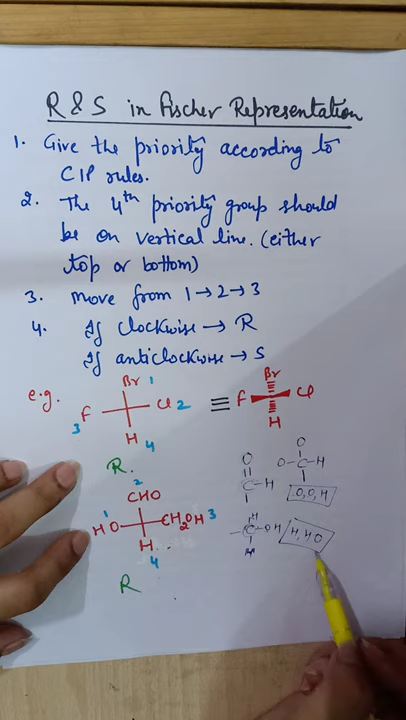 R & S in Fischer Representation
1. Give the priority according to
CIP rules.
2. The 4th priority group should
be on vertical line. (either
top or bottom)
3. move from 1→2→3
4. If clockwise → R
If anticlockwise → S
e.g.
Br 1
F 3
Cl 2
H 4
≡
Br
F
Cl
H
R.
2
CHO
1 HO
CH2OH 3
H
4
R
O
C-H
O
O-C-H
O,O,H
H
-C-OH
H
H,H,O